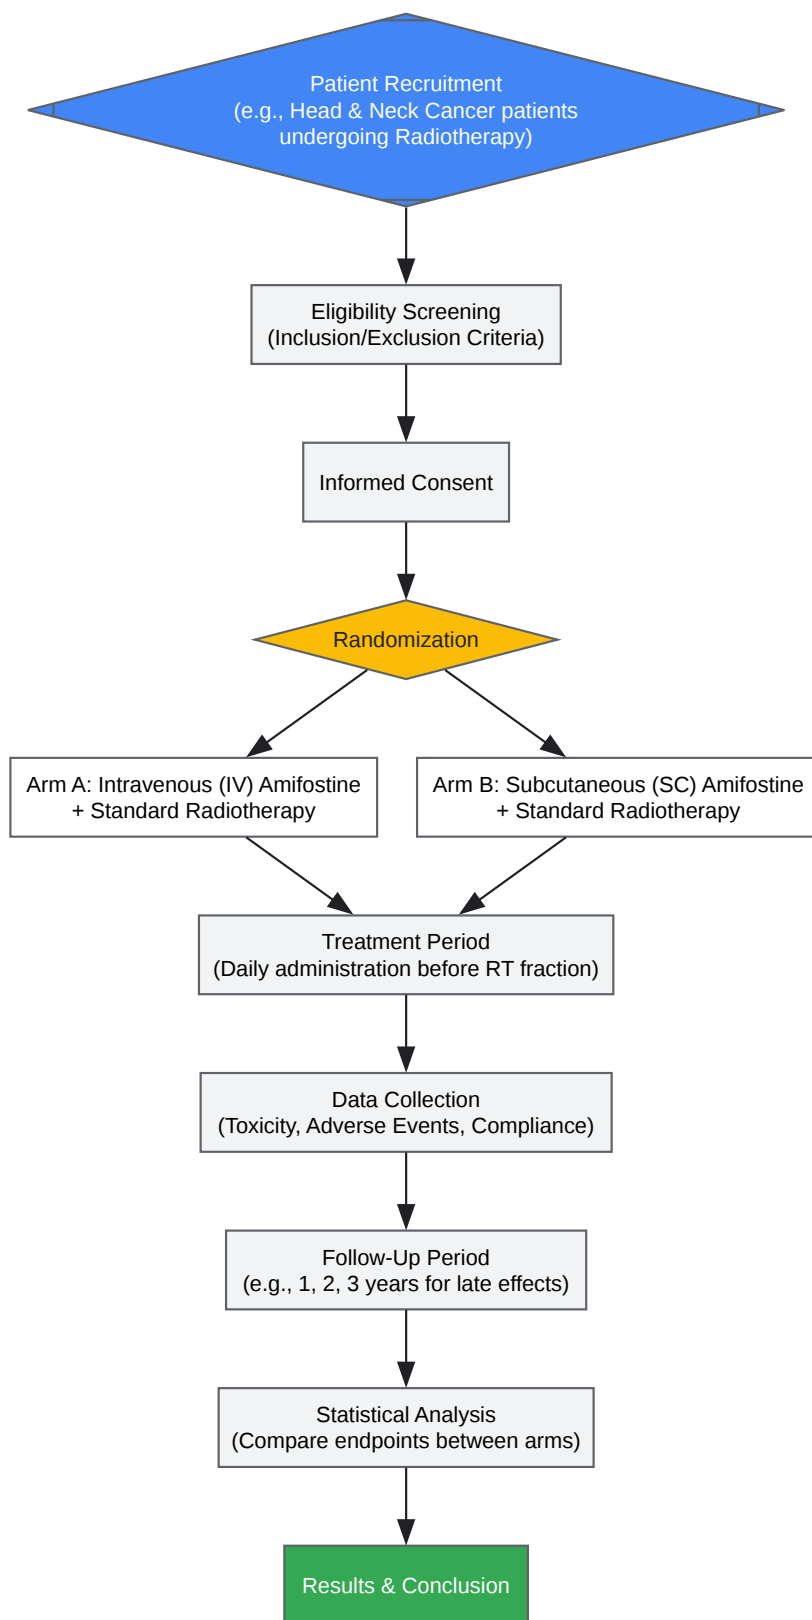 Patient Recruitment
(e.g., Head & Neck Cancer patients
undergoing Radiotherapy)
Eligibility Screening
(Inclusion/Exclusion Criteria)
Informed Consent
Randomization
Arm A: Intravenous (IV) Amifostine
+ Standard Radiotherapy
Arm B: Subcutaneous (SC) Amifostine
+ Standard Radiotherapy
Treatment Period
(Daily administration before RT fraction)
Data Collection
(Toxicity, Adverse Events, Compliance)
Follow-Up Period
(e.g., 1, 2, 3 years for late effects)
Statistical Analysis
(Compare endpoints between arms)
Results & Conclusion